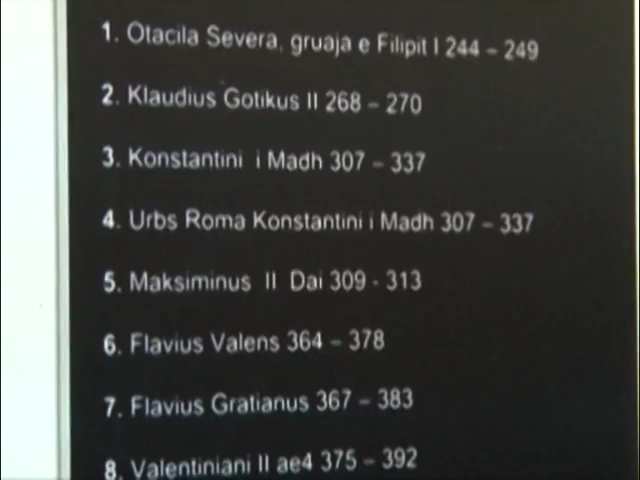 1. Otacila Severa, gruaja e Filipit I 244 – 249
2. Klaudius Gotikus II 268 – 270
3. Konstantini i Madh 307 – 337
4. Urbs Roma Konstantini i Madh 307 – 337
5. Maksiminus II Dai 309 - 313
6. Flavius Valens 364 – 378
7. Flavius Gratianus 367 – 383
8. Valentiniani II ae4 375 – 392